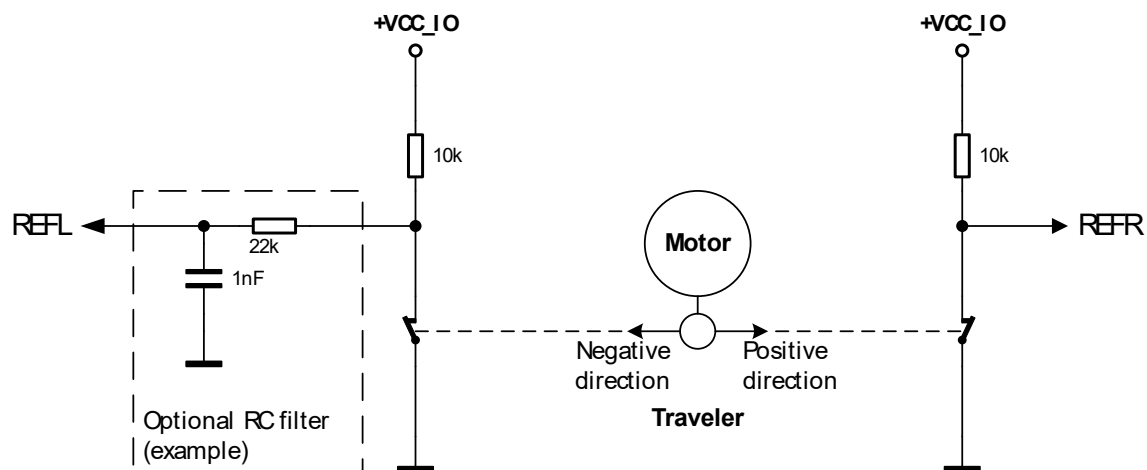 +VCC_IO
+VCC_IO
10k
10k
REFL
22k
1nF
Motor
REFR
Negative
direction
Positive
direction
Traveler
Optional RC filter
(example)